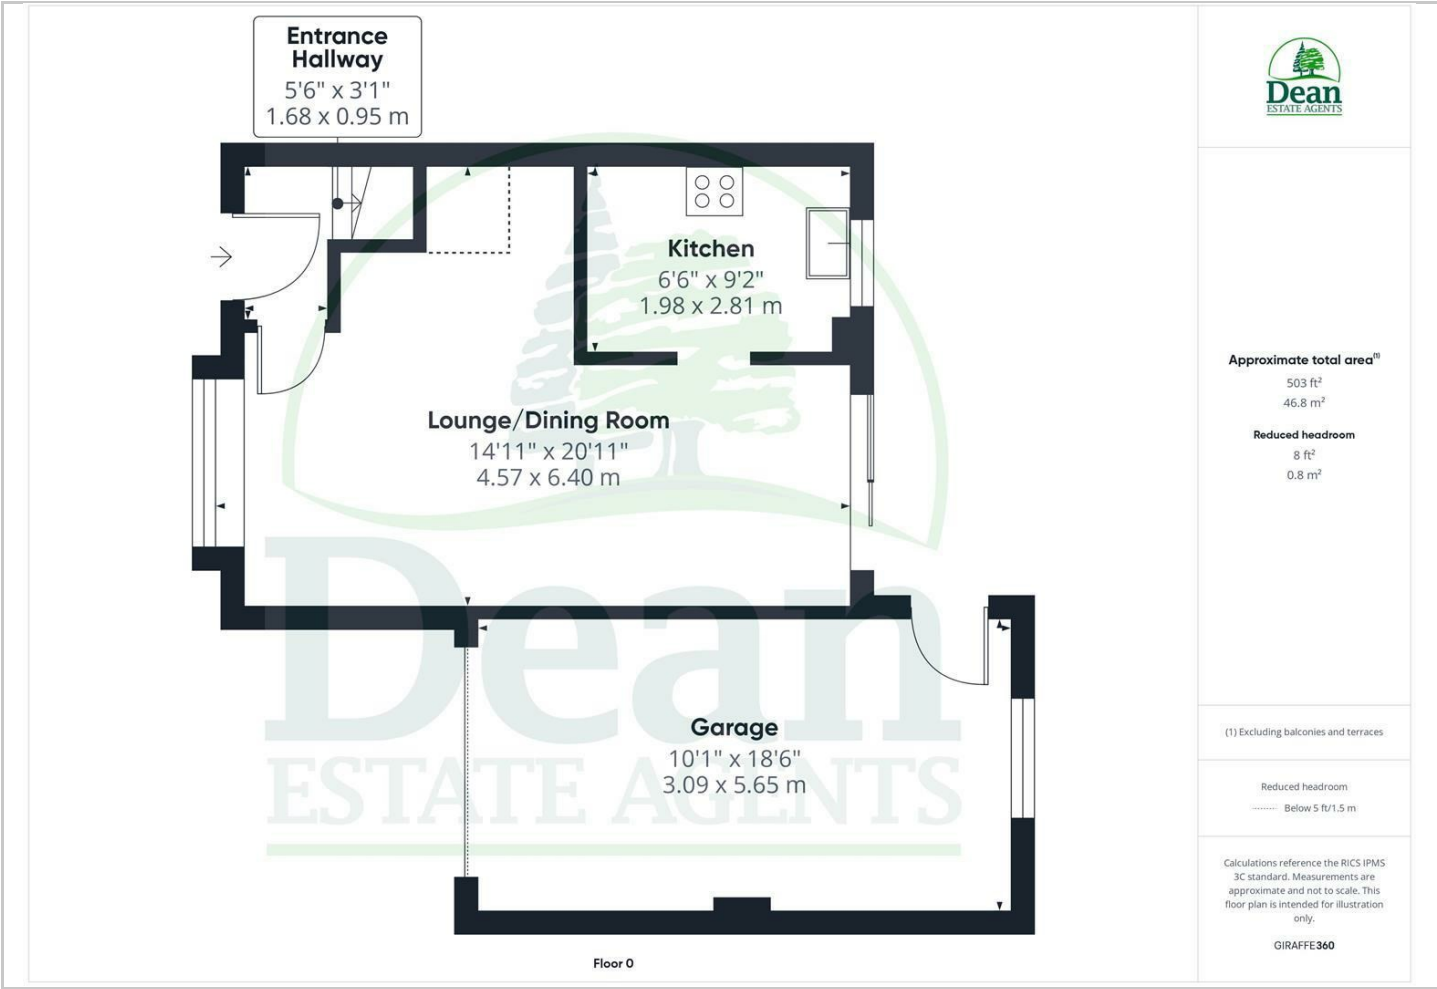 Entrance
Hallway
5'6" x 3'1"
1.68 x 0.95 m
Kitchen
6'6" x 9'2"
1.98 x 2.81 m
Lounge/Dining Room
14'11" x 20'11"
4.57 x 6.40 m
Garage
10'1" x 18'6"
3.09 x 5.65 m
Dean
ESTATE AGENTS
Floor 0
Dean
ESTATE AGENTS
Approximate total area(1)
503 ft²
46.8 m²
Reduced headroom
8 ft²
0.8 m²
(1) Excluding balconies and terraces
Reduced headroom
Below 5 ft/1.5 m
Calculations reference the RICS IPMS
3C standard. Measurements are
approximate and not to scale. This
floor plan is intended for illustration
only.
GIRAFFE360